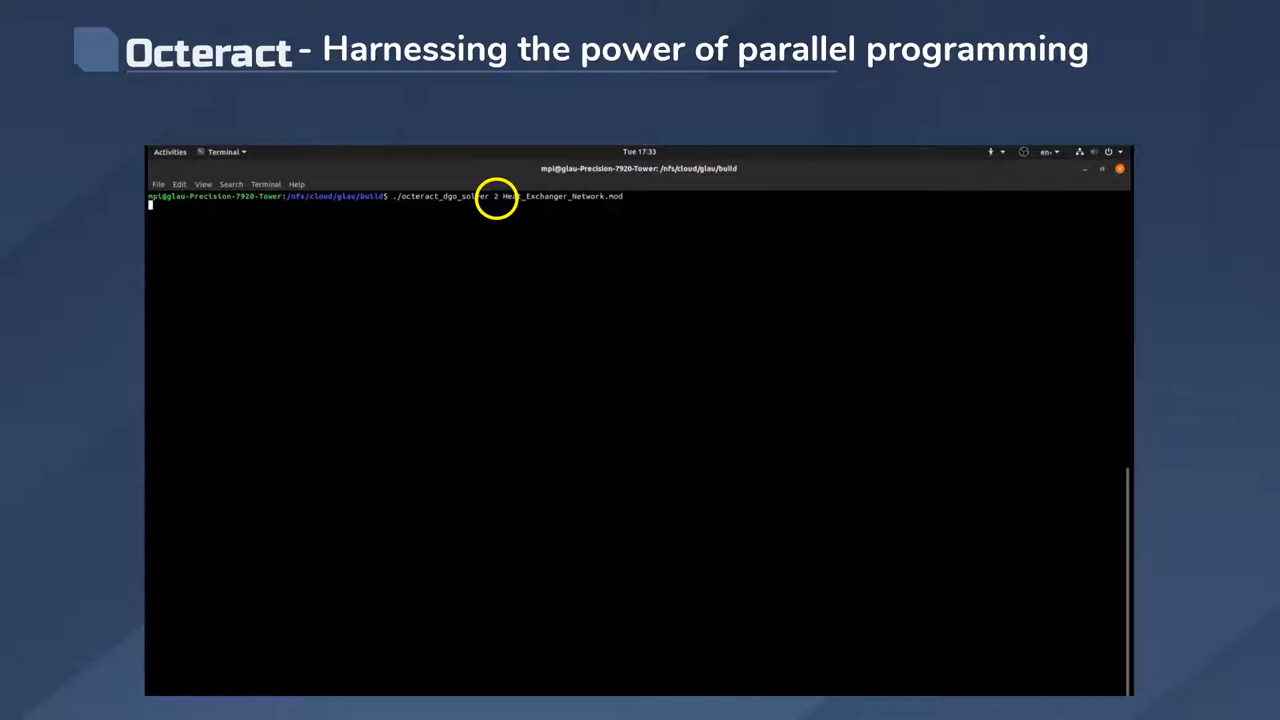 Octeract - Harnessing the power of parallel programming
Activities Terminal Tue 17:33 en
mpi@glau-Precision-7920-Tower: /nfs/cloud/glau/build
File Edit View Search Terminal Help
mpi@glau-Precision-7920-Tower:/nfs/cloud/glau/build$ ./octeract_dgo_solver 2 Heat_Exchanger_Network.mod